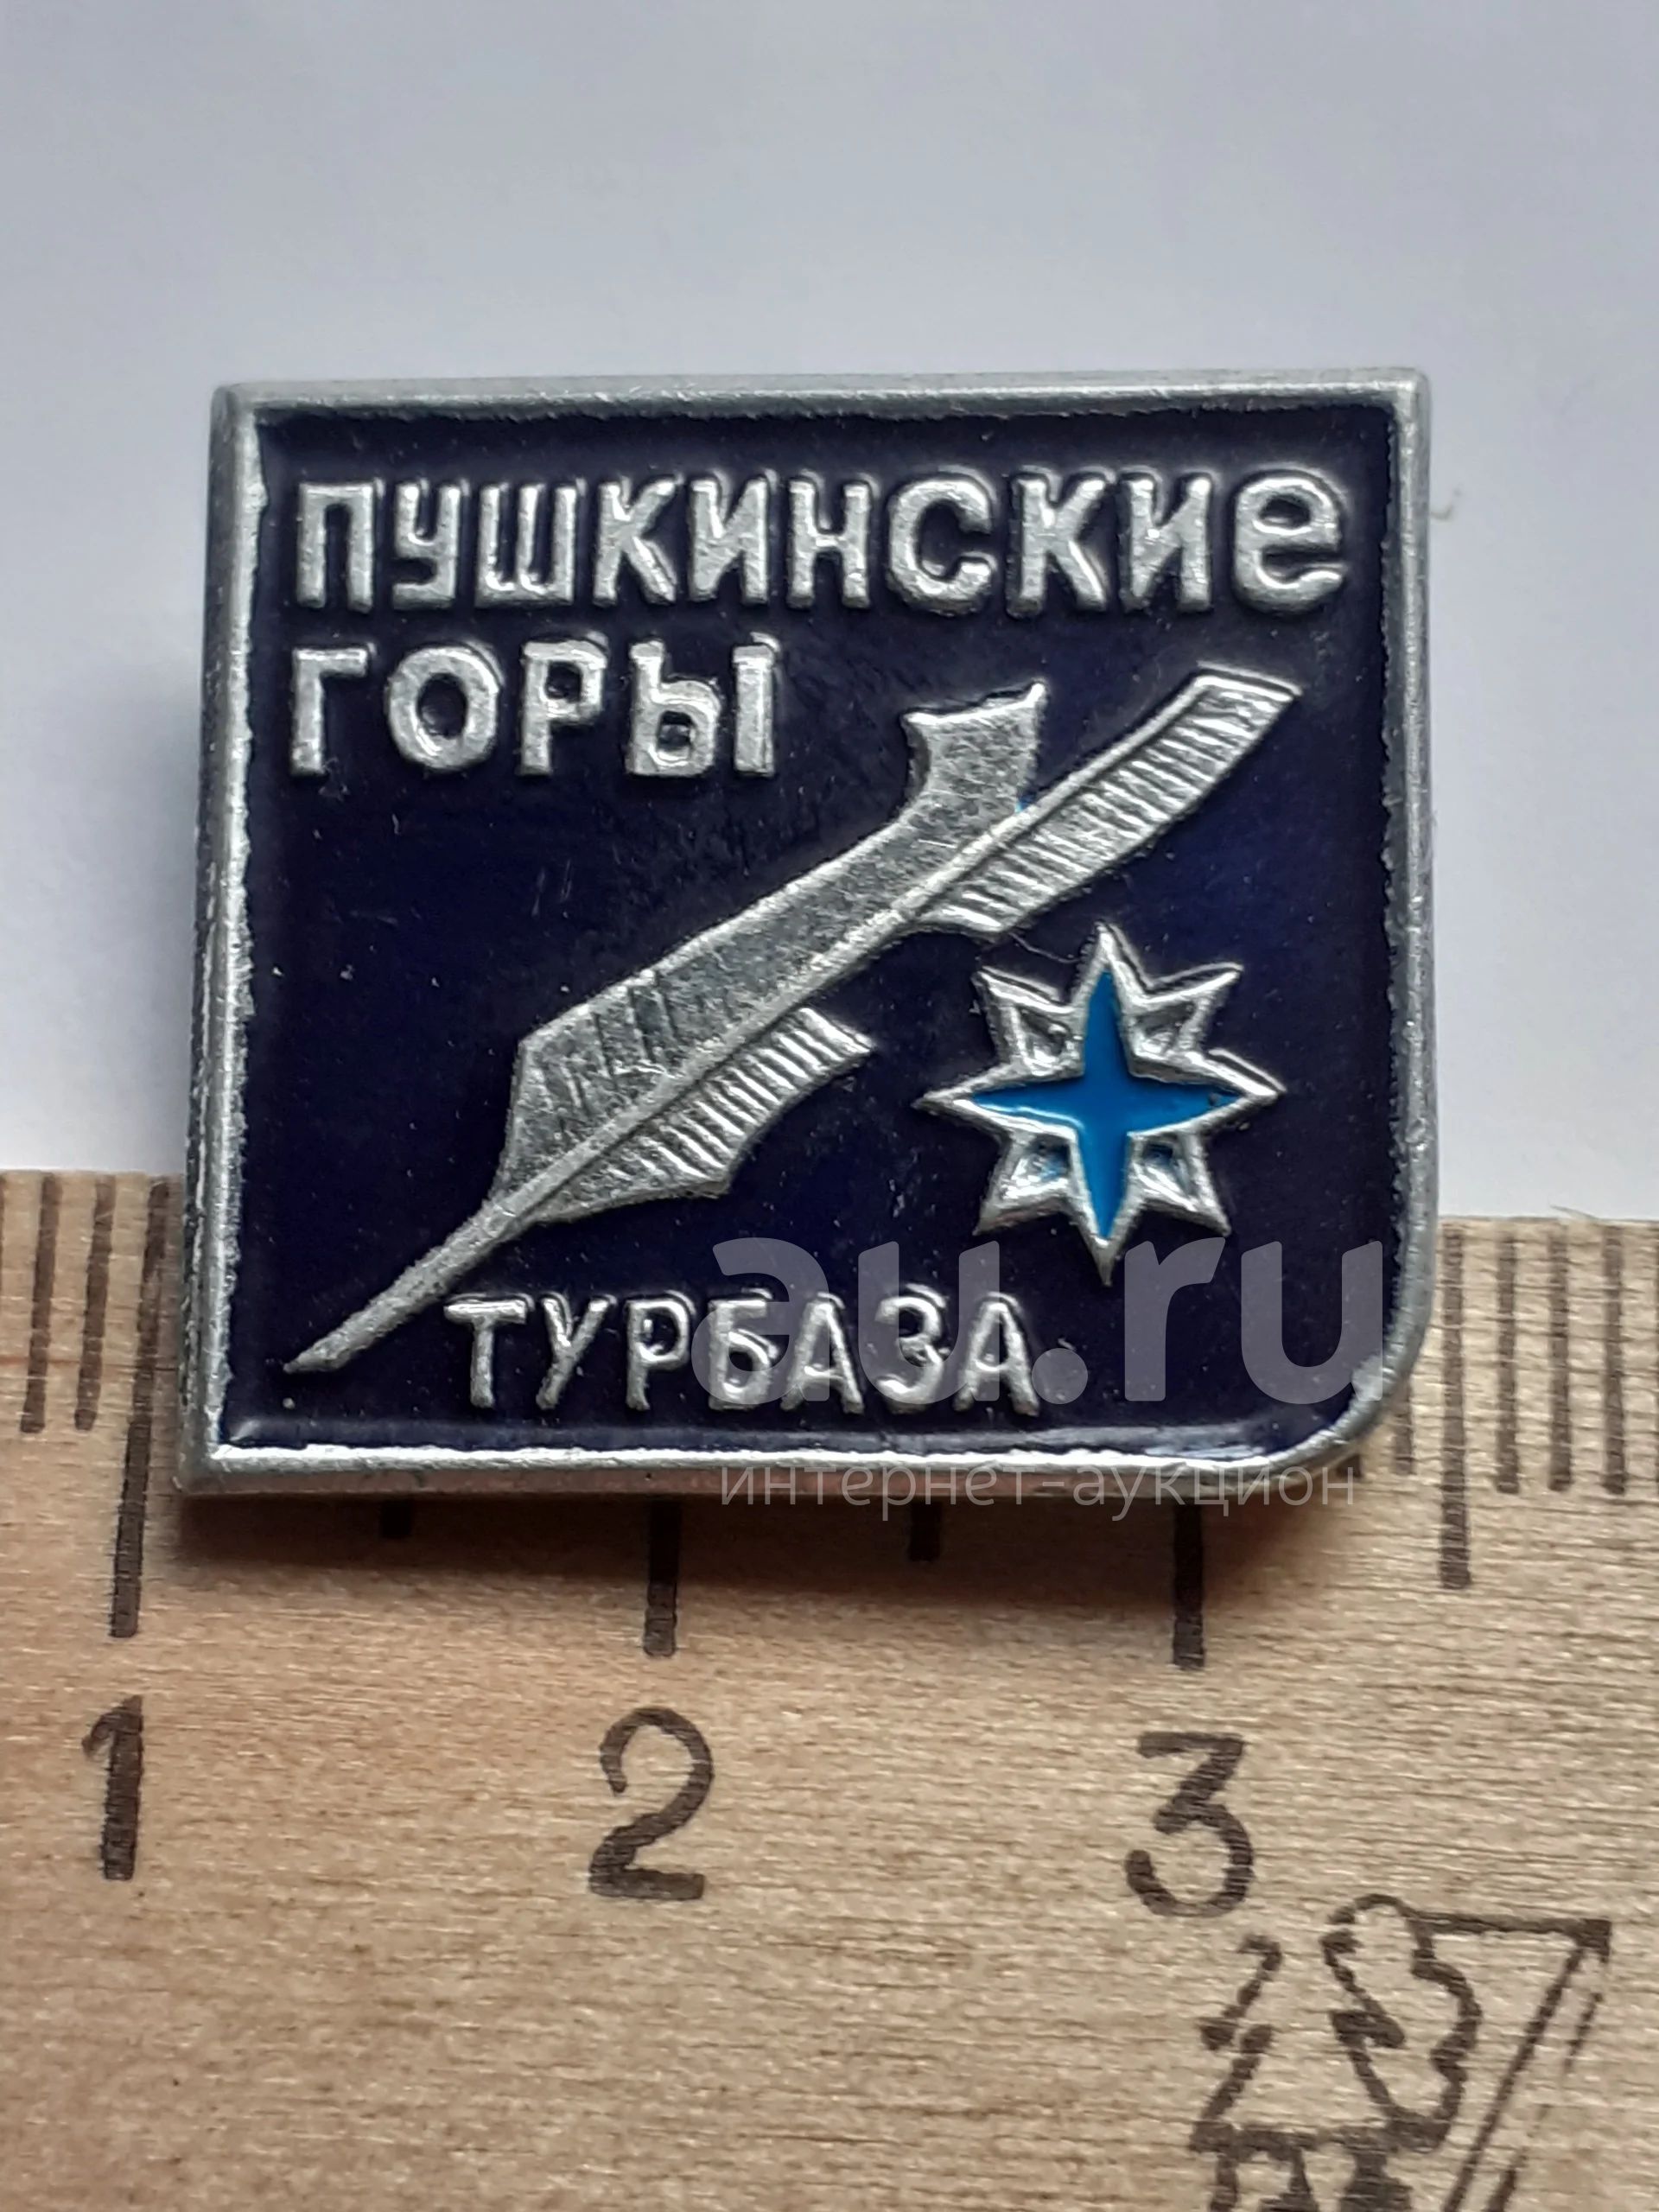 ПУШКИНСКИе
ГОРЫ
ТУРБАЗА
au.ru
интернет-аукцион
1 2 3